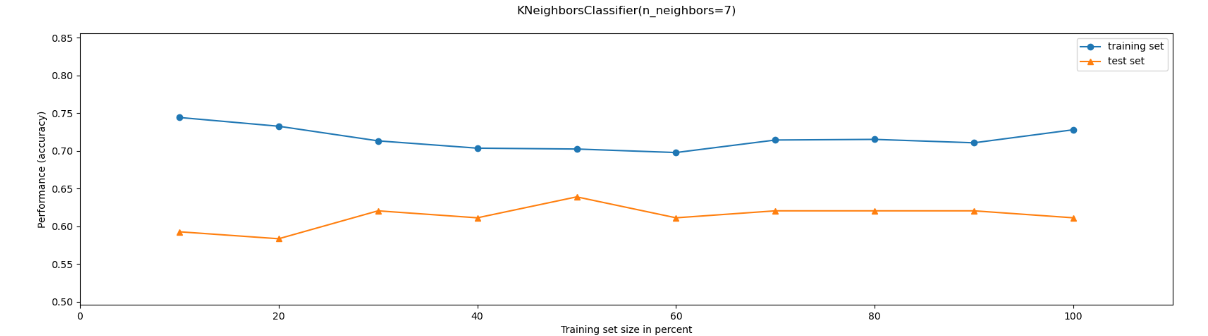 KNeighborsClassifier(n_neighbors=7)
0.85
0.80
0.75
0.70
0.65
0.60
0.55
0.50
Performance (accuracy)
training set
test set
0
20
40
60
80
100
Training set size in percent